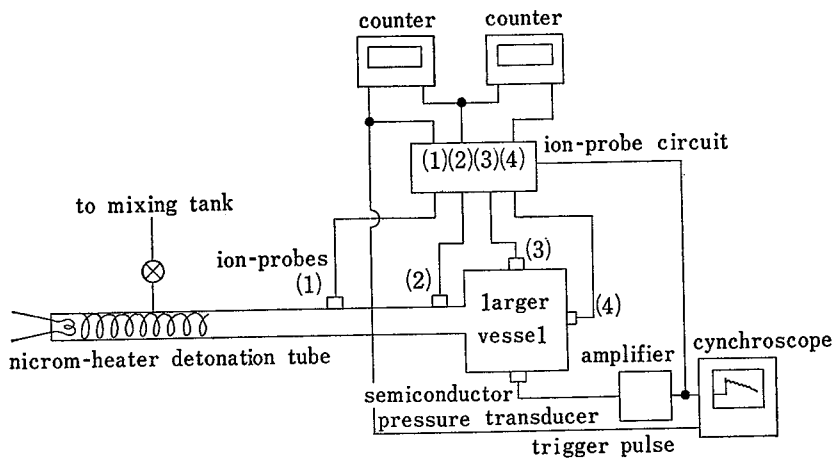 counter
counter
(1)(2)(3)(4)
ion-probe circuit
to mixing tank
ion-probes
(1)
(2)
(3)
(4)
larger
vessel
nicrom-heater detonation tube
semiconductor
pressure transducer
amplifier
cynchroscope
trigger pulse